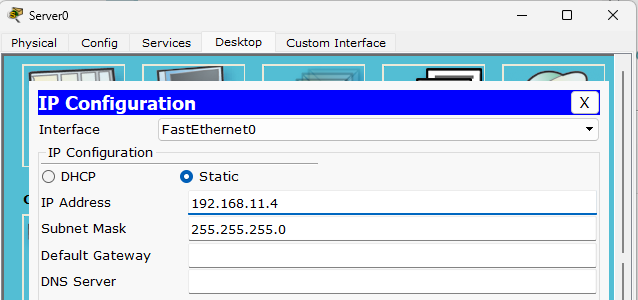 Server0
Physical Config Services Desktop Custom Interface
IP Configuration X
Interface FastEthernet0
IP Configuration
DHCP Static
IP Address 192.168.11.4
Subnet Mask 255.255.255.0
Default Gateway
DNS Server